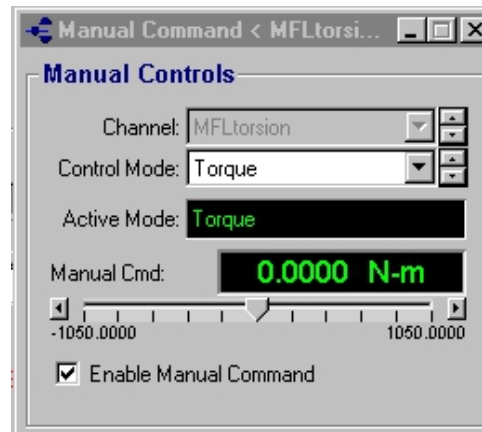 Manual Command < MFLtorsi...
Manual Controls
Channel: MFLtorsion
Control Mode: Torque
Active Mode: Torque
Manual Cmd: 0.0000 N-m
-1050.0000 1050.0000
Enable Manual Command